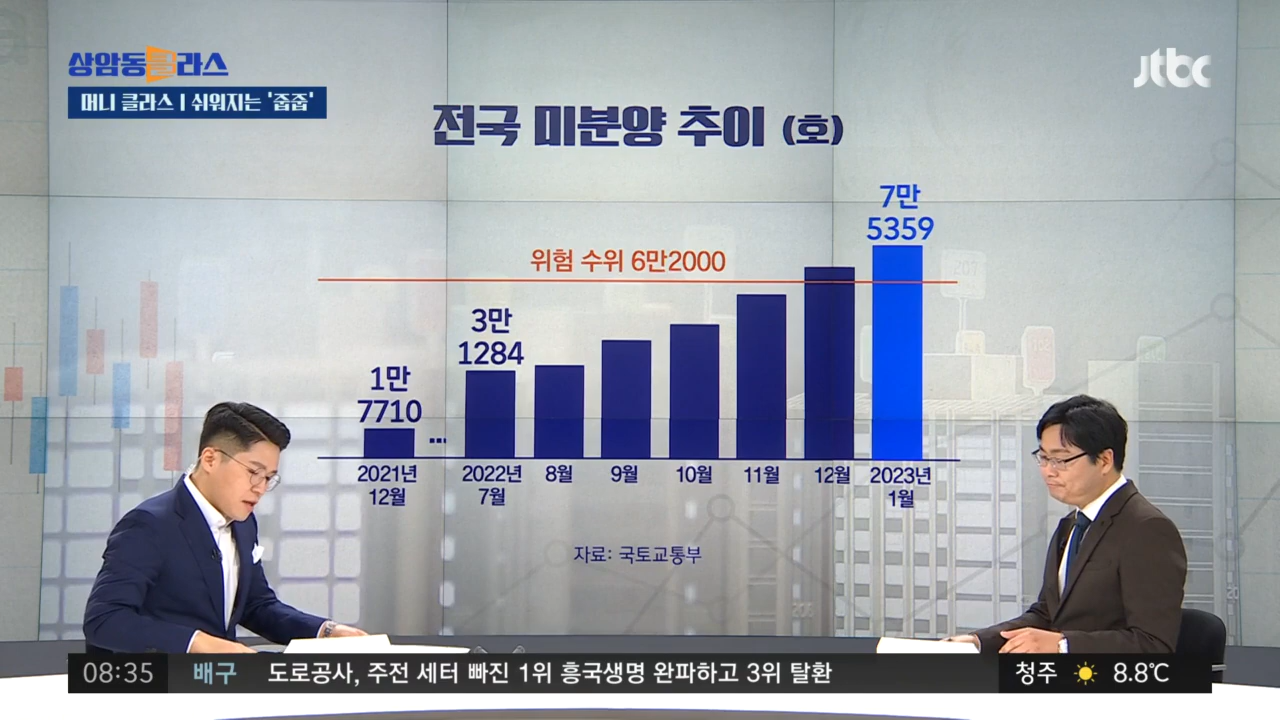 상암동클라스
jtbc
머니 클라스 | 쉬워지는 '줍줍'
전국 미분양 추이 (호)
7만
5359
위험 수위 6만2000
3만
1284
1만
7710
...
2021년
12월
2022년
7월
8월
9월
10월
11월
12월
2023년
1월
자료: 국토교통부
08:35 배구 도로공사, 주전 세터 빠진 1위 흥국생명 완파하고 3위 탈환 청주 8.8℃